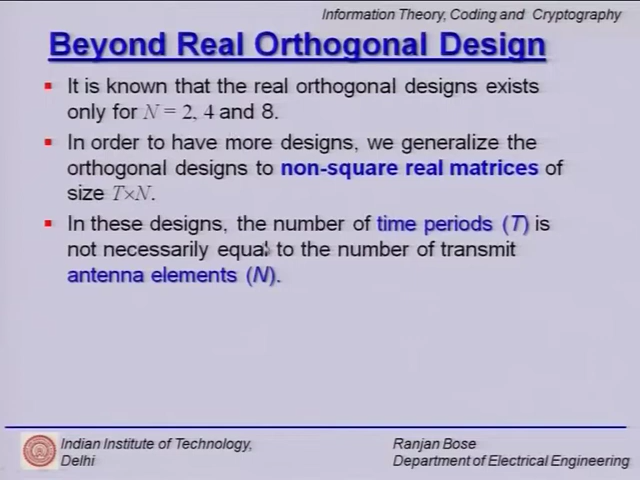 Information Theory, Coding and Cryptography
Beyond Real Orthogonal Design
▪ It is known that the real orthogonal designs exists
only for N = 2, 4 and 8.
▪ In order to have more designs, we generalize the
orthogonal designs to non-square real matrices of
size T×N.
▪ In these designs, the number of time periods (T) is
not necessarily equal to the number of transmit
antenna elements (N).
Indian Institute of Technology,
Delhi
Ranjan Bose
Department of Electrical Engineering